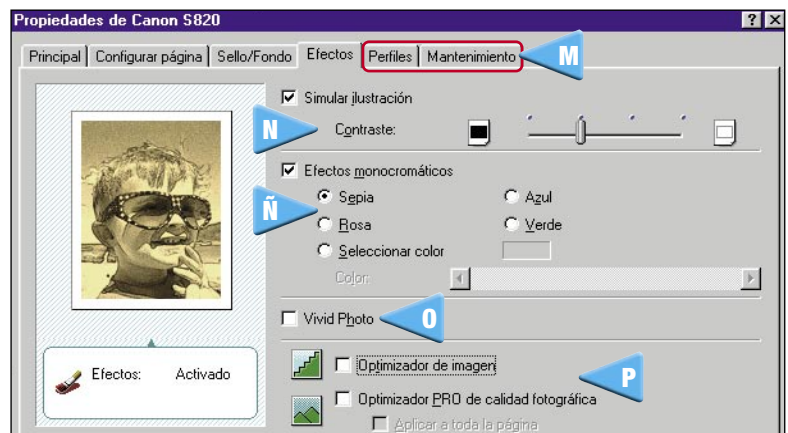 Propiedades de Canon S820
Principal Configurar página Sello/Fondo Efectos Perfiles Mantenimiento
M
Simular ilustración
N
Contraste:
Efectos monocromáticos
Ñ
Sepia Azul
Rosa Verde
Seleccionar color
Color:
Vivid Photo
O
Optimizador de imagen
P
Efectos: Activado
Optimizador PRO de calidad fotográfica
Aplicar a toda la página